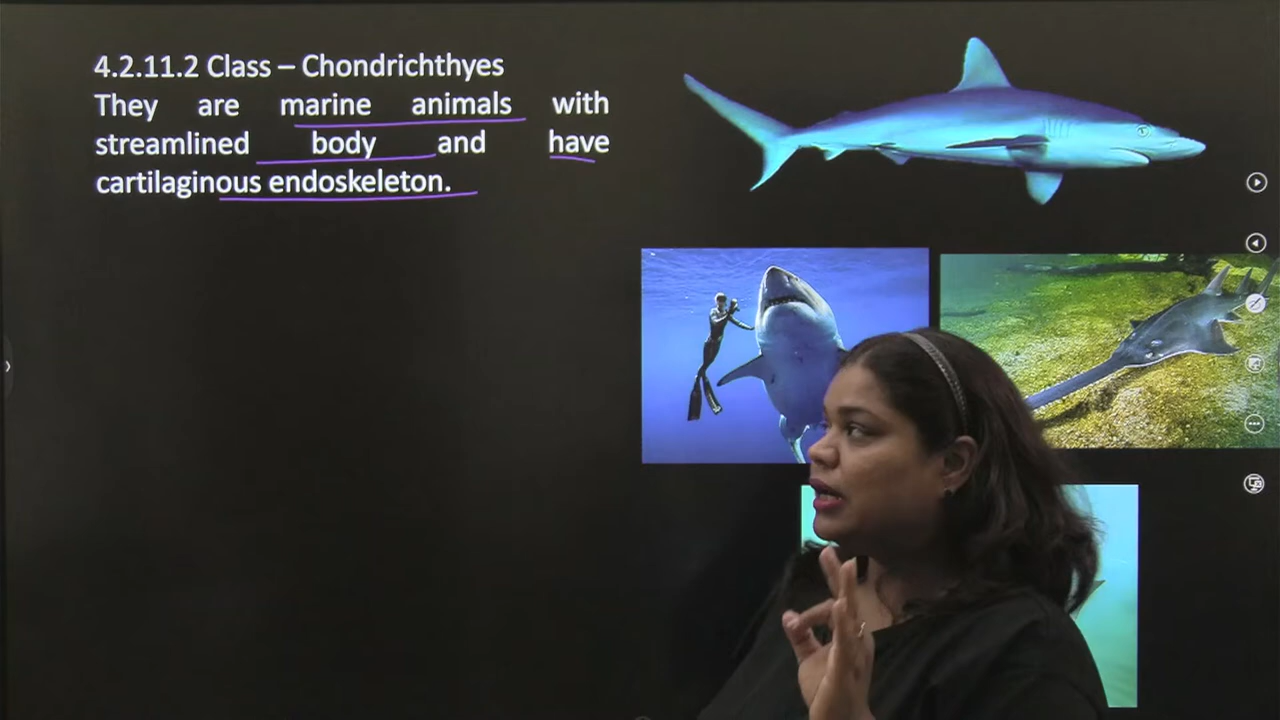 4.2.11.2 Class – Chondrichthyes
They are marine animals with
streamlined body and have
cartilaginous endoskeleton.